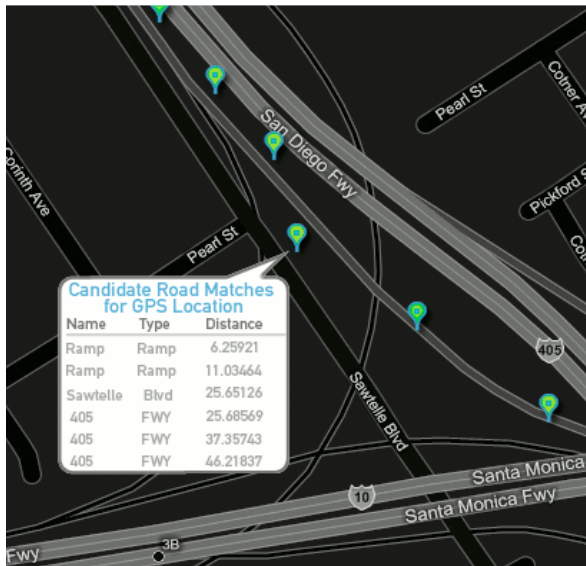 San Diego Fwy
Pearl St
Cotner Av
Pickford S
Cotn
Corinth Ave
Pearl St
Candidate Road Matches
for GPS Location
Name Type Distance
Ramp Ramp 6.25921
Ramp Ramp 11.03464
Sawtelle Blvd 25.65126
405 FWY 25.68569
405 FWY 37.35743
405 FWY 46.21837
405
Sawtelle Blvd
Santa Monica
10
Santa Monica Fwy
3B
Fwy